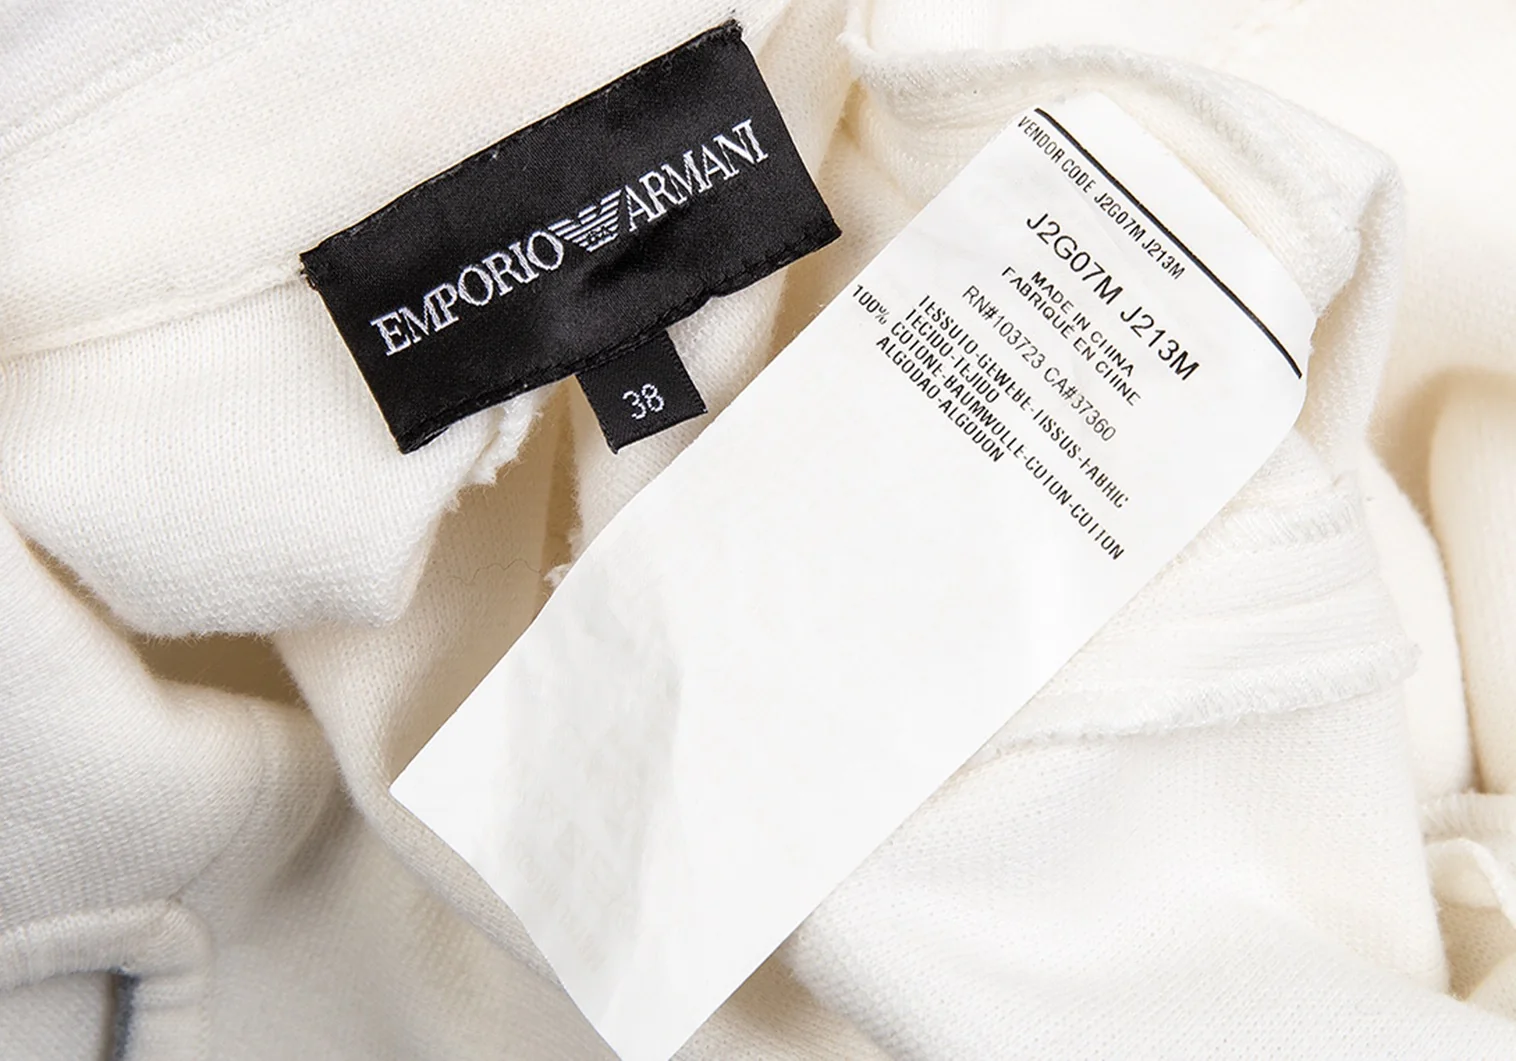 EMPORIO ARMANI
38
VENDOR CODE J2G07M J213M
J2G07M J213M
MADE IN CHINA
FABRIQUÉ EN CHINE
RN#103723 CA#37360
TESSUTO-GEWEBE-TISSUS-FABRIC
TECIDO-TEJIDO
100% COTONE-BAUMWOLLE-COTON-COTTON
ALGODAO-ALGODON